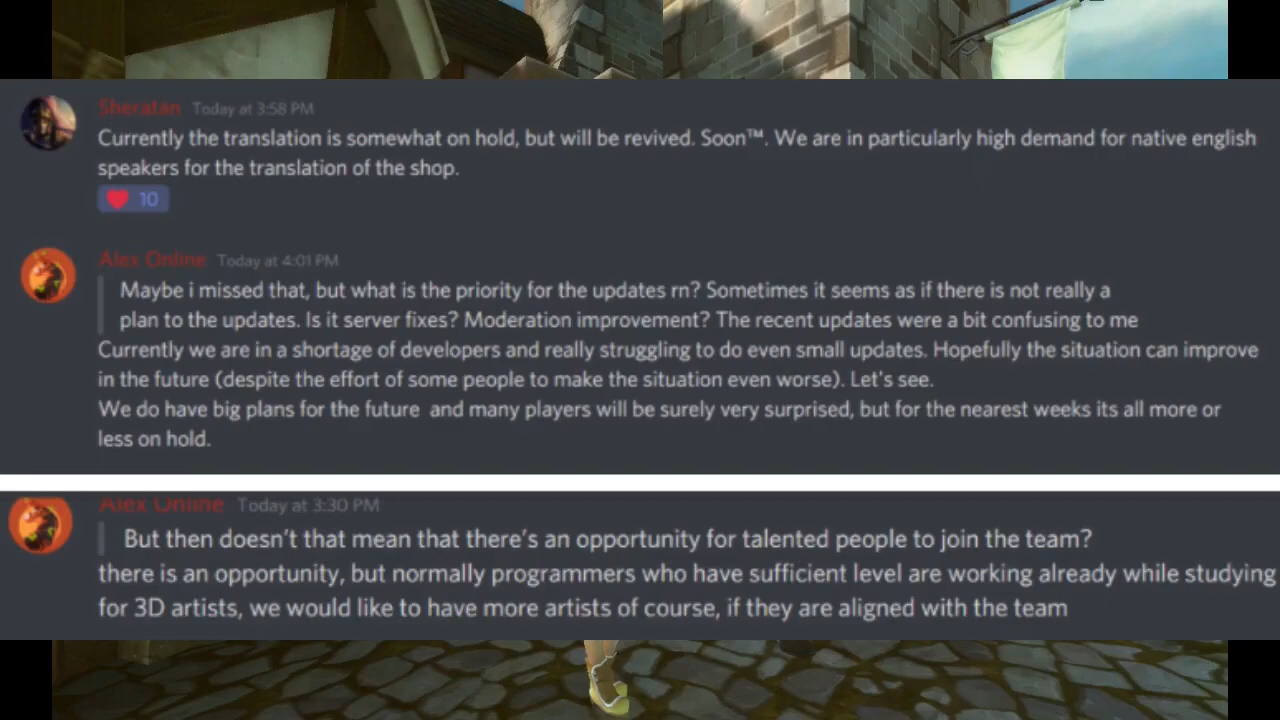 Sheratan Today at 3:58 PM
Currently the translation is somewhat on hold, but will be revived. Soon™. We are in particularly high demand for native english
speakers for the translation of the shop.
❤ 10
Alex Online Today at 4:01 PM
Maybe i missed that, but what is the priority for the updates rn? Sometimes it seems as if there is not really a
plan to the updates. Is it server fixes? Moderation improvement? The recent updates were a bit confusing to me
Currently we are in a shortage of developers and really struggling to do even small updates. Hopefully the situation can improve
in the future (despite the effort of some people to make the situation even worse). Let's see.
We do have big plans for the future and many players will be surely very surprised, but for the nearest weeks its all more or
less on hold.
Alex Online Today at 3:30 PM
But then doesn't that mean that there's an opportunity for talented people to join the team?
there is an opportunity, but normally programmers who have sufficient level are working already while studying
for 3D artists, we would like to have more artists of course, if they are aligned with the team